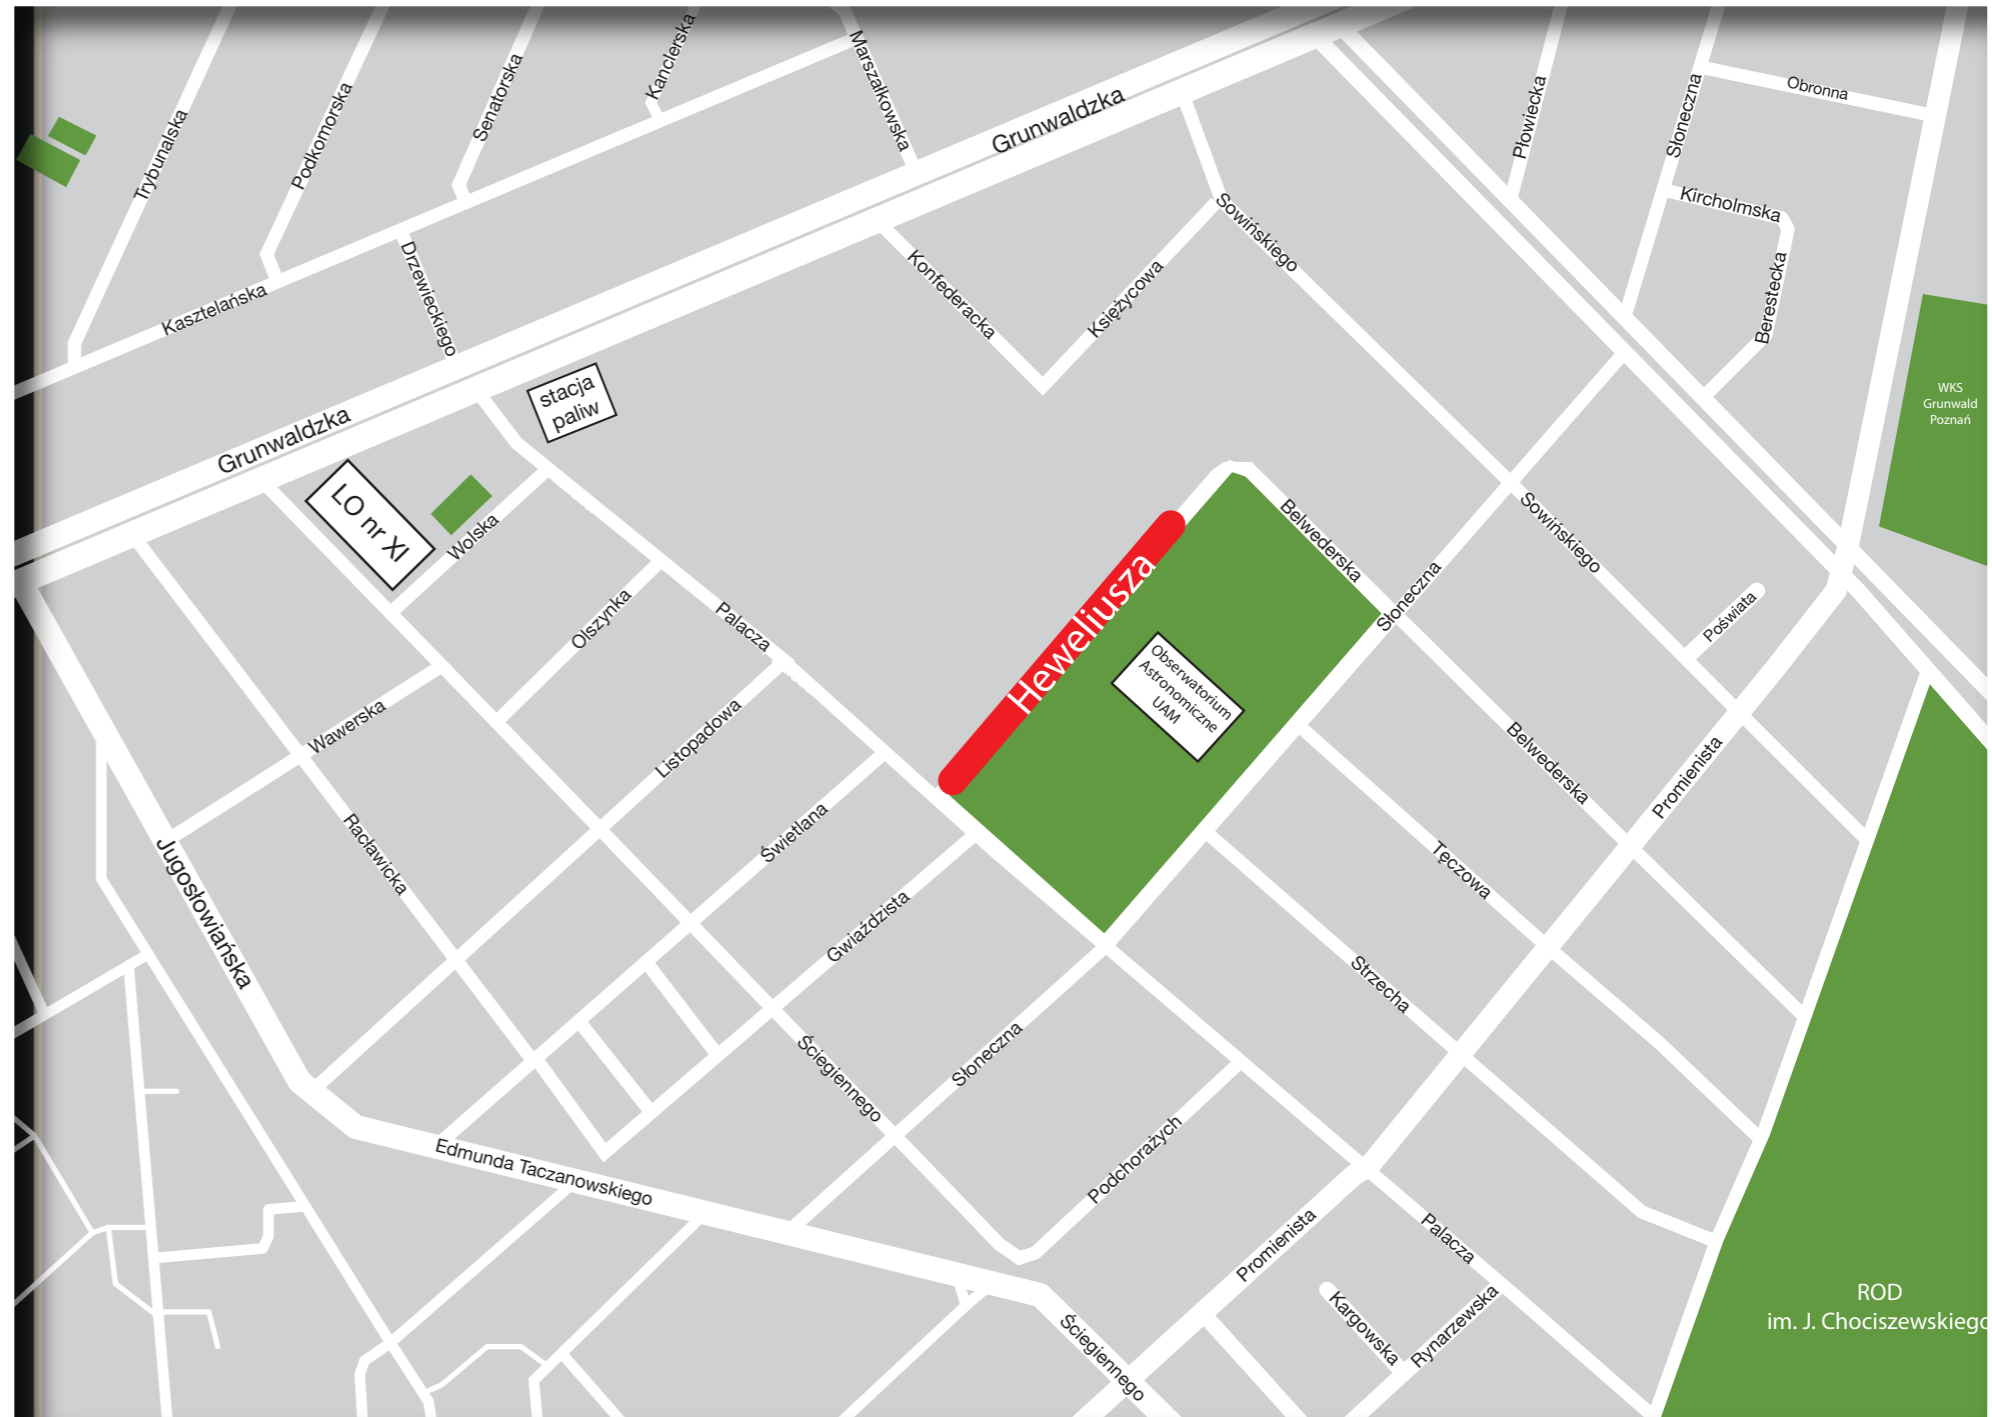 Trybunalska
Podkomorska
Senatorska
Kanclerska
Marszałkowska
Grunwaldzka
Płowiecka
Słoneczna
Obronna
Kircholmska
Berestecka
Kasztelańska
Drzewieckiego
Konfederacka
Księżycowa
Sowińskiego
stacja
paliw
WKS
Grunwald
Poznań
Grunwaldzka
LO nr XI
Wolska
Heweliusza
Belwederska
Słoneczna
Sowińskiego
Poświata
Olszynka
Palacza
Obserwatorium
Astronomiczne
UAM
Wawerska
Listopadowa
Świetlana
Racławicka
Jugosłowiańska
Gwiaździsta
Belwederska
Promienista
Tęczowa
Strzecha
Ściegiennego
Słoneczna
Podchorążych
Edmunda Taczanowskiego
Promienista
Palacza
Kargowska
Rynarzewska
Ściegiennego
ROD
im. J. Chociszewskiego